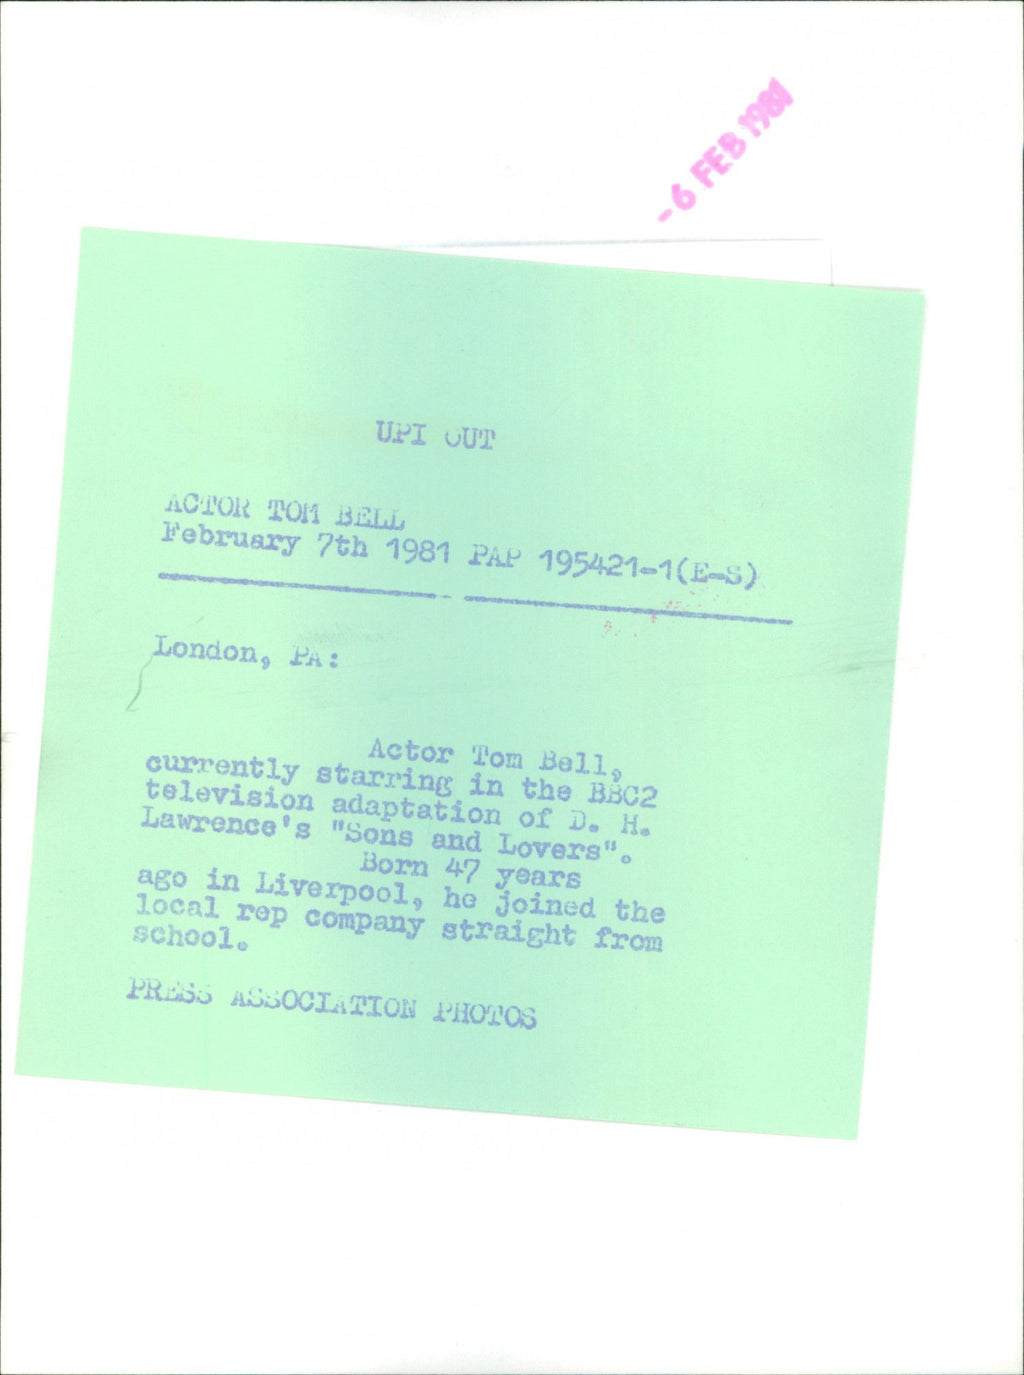 - 6 FEB 1981
UPI OUT
ACTOR TOM BELL
February 7th 1981 PAP 195421-1(E-S)
London, PA:
Actor Tom Bell,
currently starring in the BBC2
television adaptation of D. H.
Lawrence's "Sons and Lovers".
Born 47 years
ago in Liverpool, he joined the
local rep company straight from
school.
PRESS ASSOCIATION PHOTOS